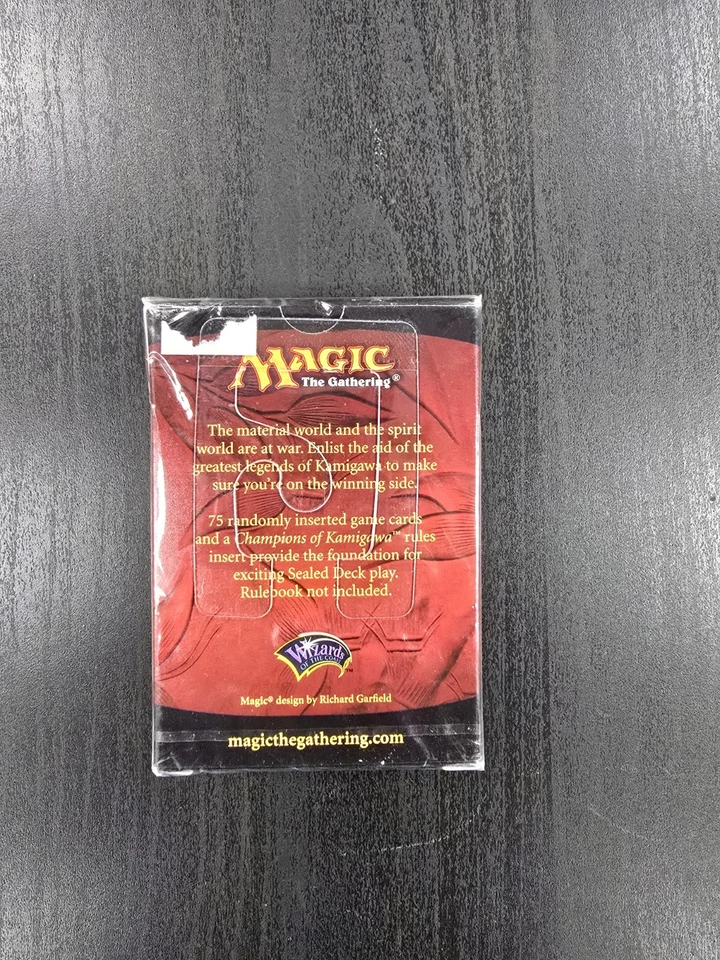 MAGIC
The Gathering®
The material world and the spirit
world are at war. Enlist the aid of the
greatest legends of Kamigawa to make
sure you're on the winning side.
75 randomly inserted game cards
and a Champions of Kamigawa™ rules
insert provide the foundation for
exciting Sealed Deck play.
Rulebook not included.
Wizards
OF THE COAST™
Magic® design by Richard Garfield
magicthegathering.com